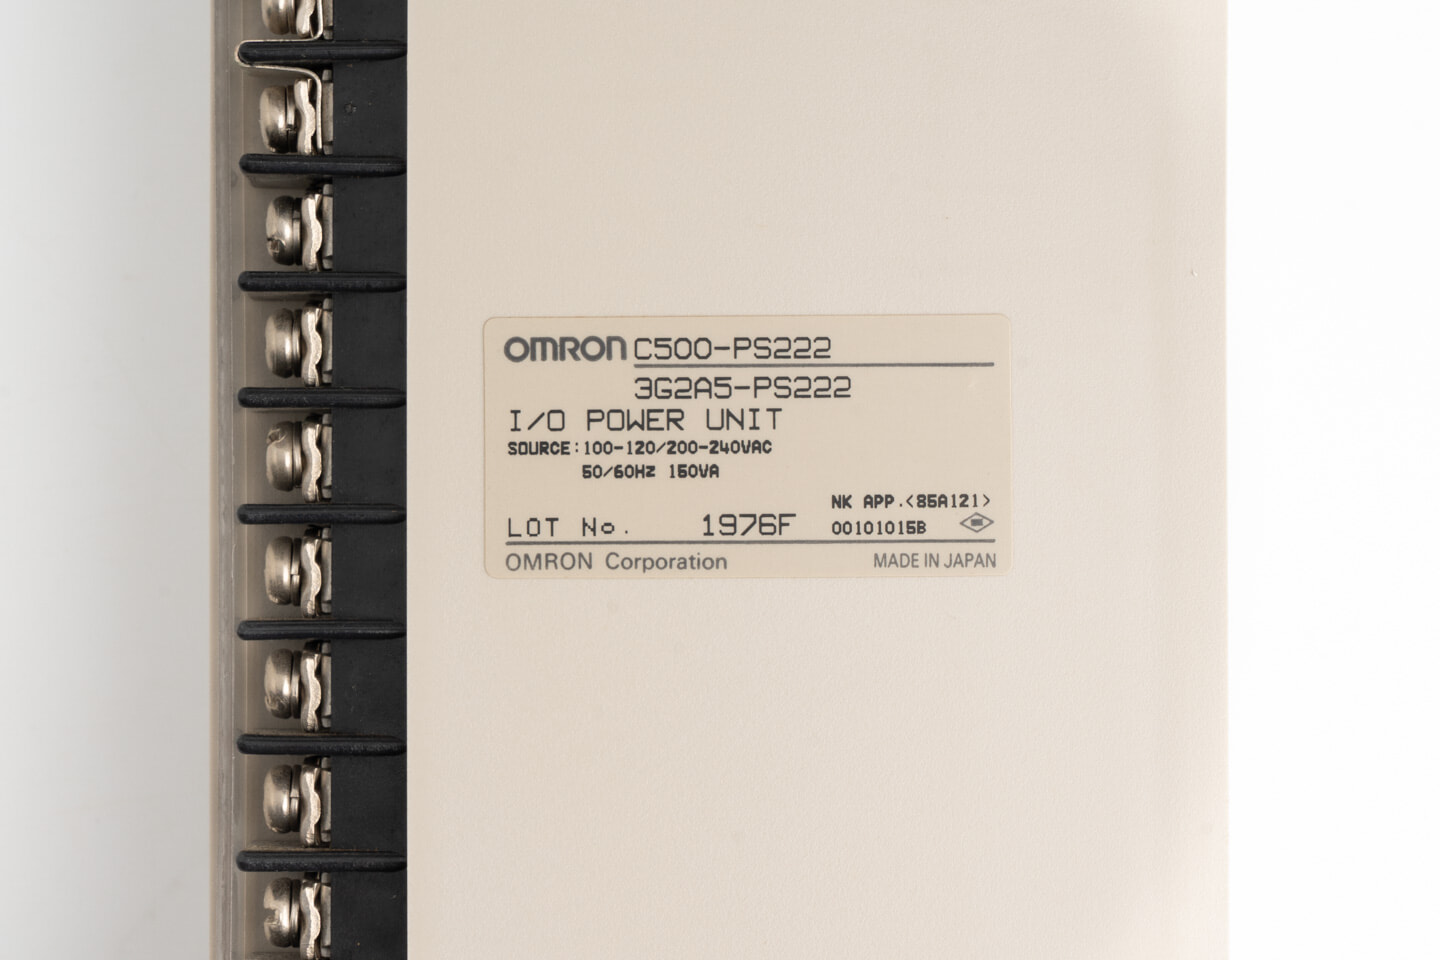 OMRON C500-PS222
3G2A5-PS222
I/O POWER UNIT
SOURCE:100-120/200-240VAC
50/60Hz 150VA
NK APP.<85A121>
LOT No. 1976F 00101015B
OMRON Corporation MADE IN JAPAN